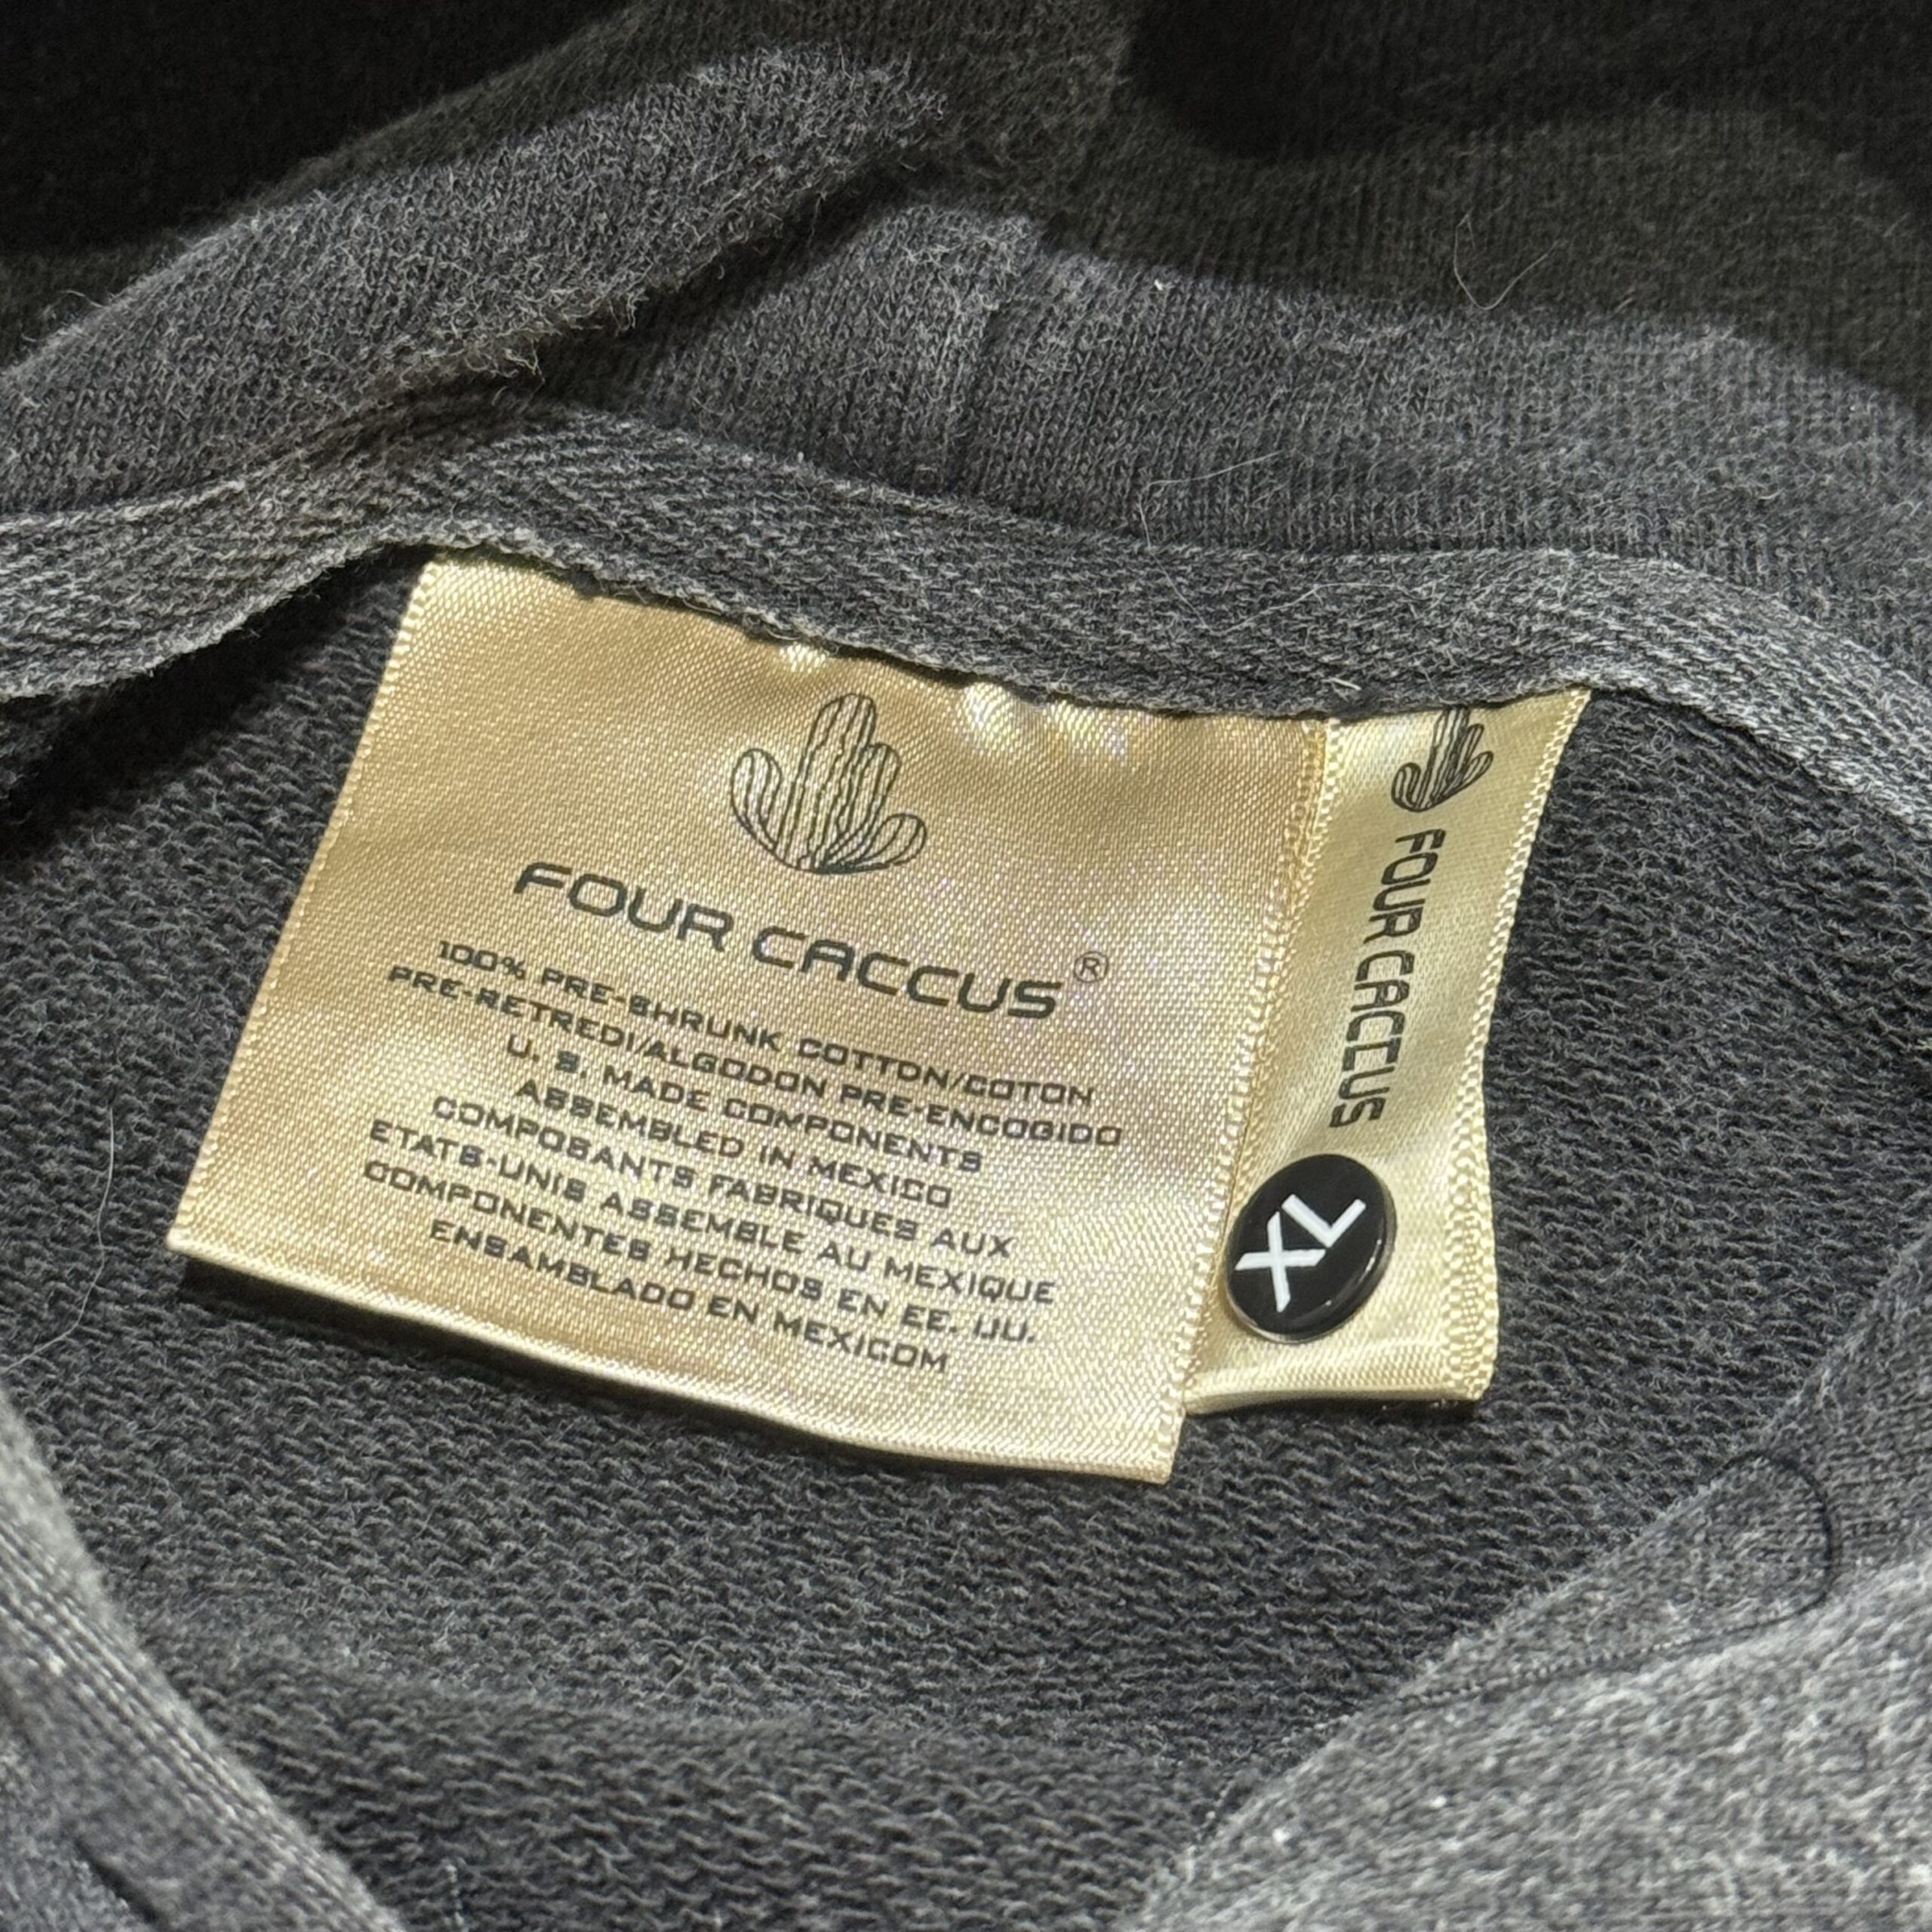 FOUR CACCUS®
100% PRE-SHRUNK COTTON/COTON
PRE-RETREDI/ALGODON PRE-ENCOGIDO
U. S. MADE COMPONENTS
ASSEMBLED IN MEXICO
COMPOSANTS FABRIQUES AUX
ETATS-UNIS ASSEMBLE AU MEXIQUE
COMPONENTES HECHOS EN EE. UU.
ENSAMBLADO EN MEXICOM
FOUR CACCUS
XL